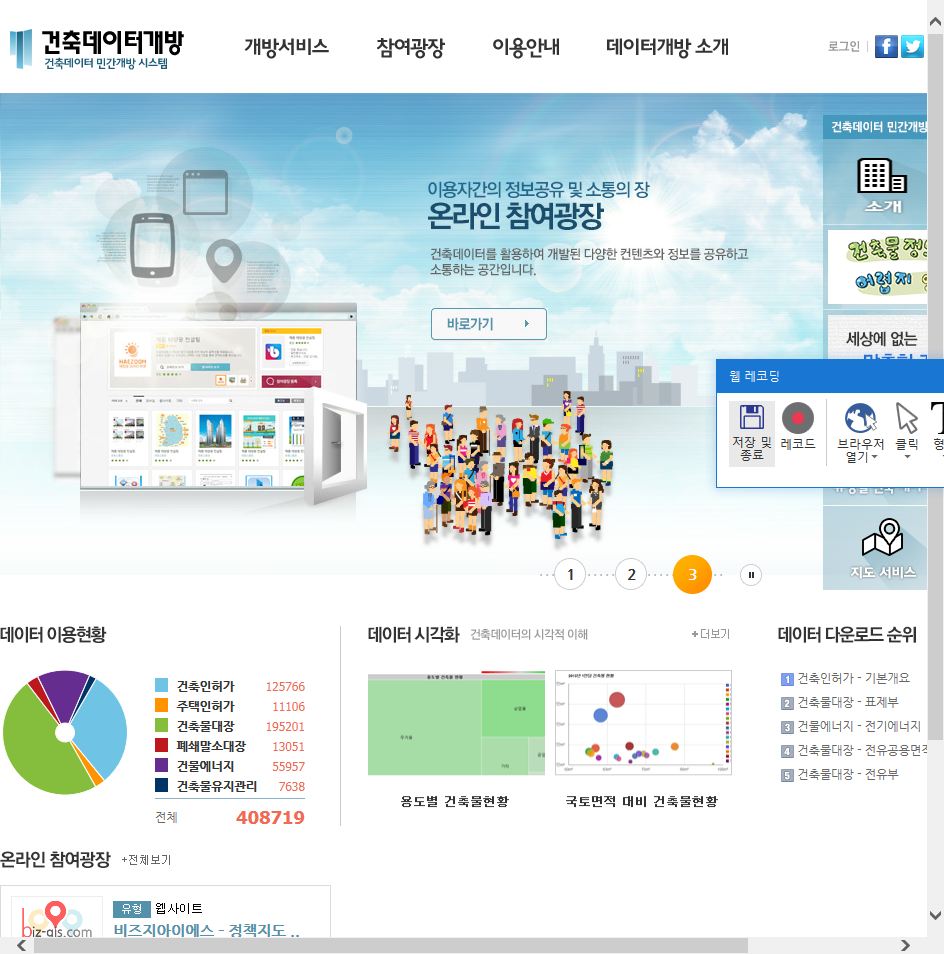 건축데이터개방
건축데이터 민간개방 시스템
개방서비스
참여광장
이용안내
데이터개방 소개
로그인
이용자간의 정보공유 및 소통의 장
온라인 참여광장
건축데이터를 활용하여 개발된 다양한 컨텐츠와 정보를 공유하고
소통하는 공간입니다.
바로가기
1
2
3
건축데이터 민간개방
소개
건축물
어렵지
세상에 없는
웹 레코딩
저장 및
종료
레코드
브라우저
열기
클릭
지도 서비스
데이터 이용현황
건축인허가 125766
주택인허가 11106
건축물대장 195201
폐쇄말소대장 13051
건물에너지 55957
건축물유지관리 7638
전체 408719
데이터 시각화
건축데이터의 시각적 이해
+더보기
용도별 건축물 현황
용도별 건축물현황
국토면적 대비 건축물현황
데이터 다운로드 순위
1 건축인허가 - 기본개요
2 건축물대장 - 표제부
3 건물에너지 - 전기에너지
4 건축물대장 - 전유공용면적
5 건축물대장 - 전유부
온라인 참여광장
+전체보기
biz-gis.com
유형 웹사이트
비즈지아이에스 - 정책지도 ..